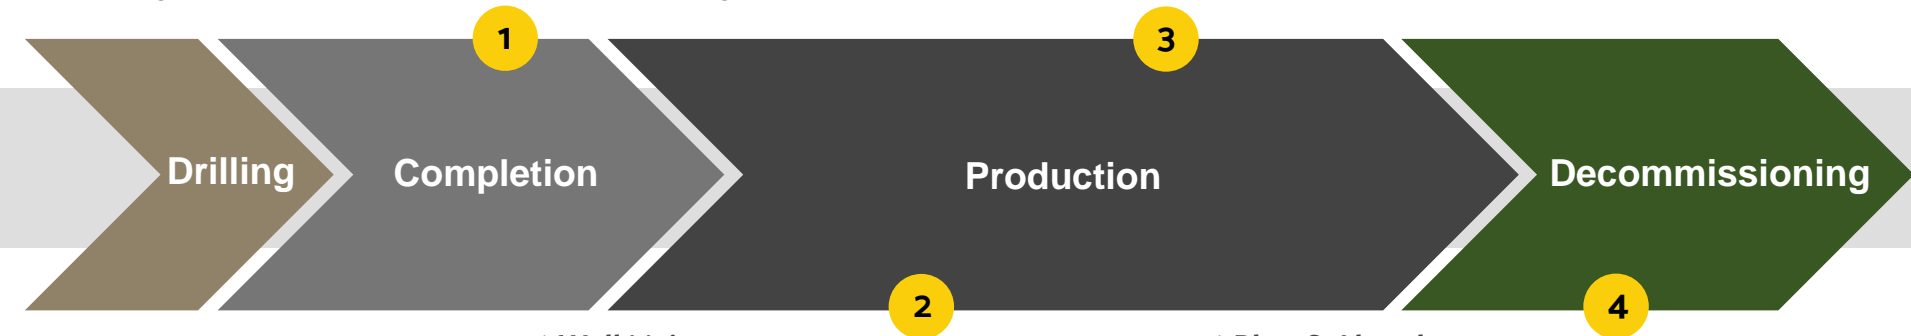 1
3
Drilling
Completion
Production
Decommissioning
2
4